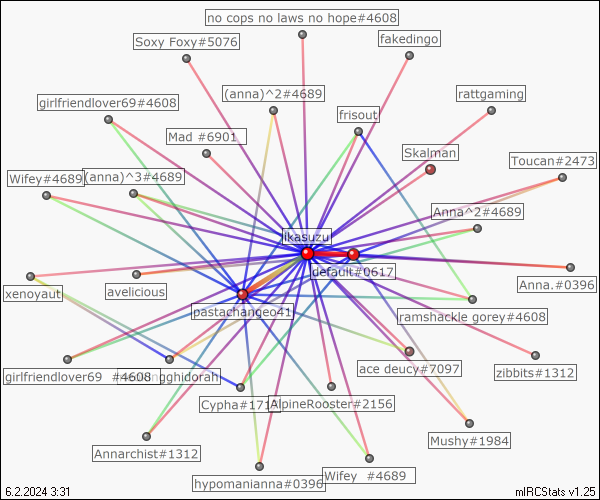 no cops no laws no hope#4608
Soxy Foxy#5076
fakedingo
(anna)^2#4689
rattgaming
girlfriendlover69#4608
frisout
Mad #6901
Skalman
Toucan#2473
Wifey#4689
(anna)^3#4689
Anna^2#4689
ikasuzu
default#0617
Anna.#0396
xenoyaut
avelicious
pastachangeo41
ramshackle gorey#4608
ace deucy#7097
zibbits#1312
girlfriendlover69 #4608
gghidorah
Cypha#171
AlpineRooster#2156
Mushy#1984
Annarchist#1312
hypomanianna#0396
Wifey #4689
6.2.2024 3:31
mIRCStats v1.25